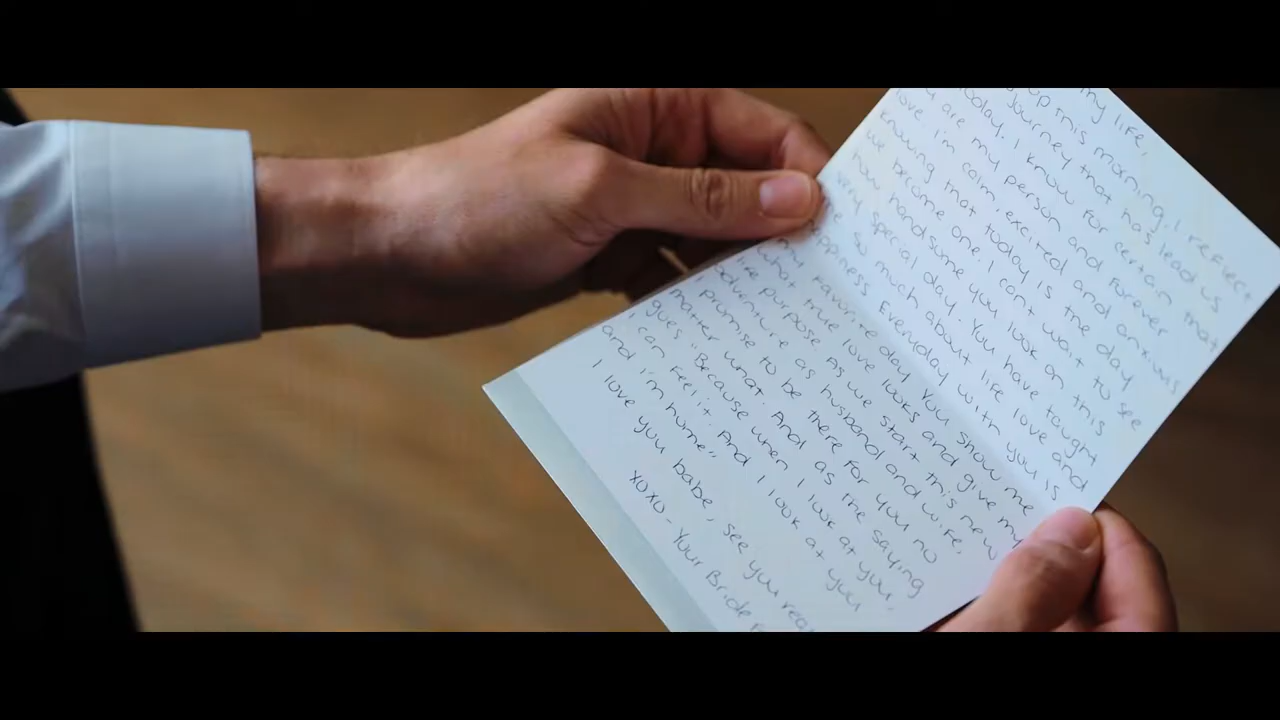 my life,
up this morning, I reflect
journey that has lead us
today. I know for certain that
are my person and forever
love. I'm calm, excited and anxious
knowing that today is the day
we become one. I can't wait to see
how handsome you look on this
very special day. You have taught
me so much about life love and
happiness. Everyday with you is
my favorite day. You show me
what true love looks and give my
life purpose. As we start this new
adventure as husband and wife,
promise to be there for you no
matter what. And as the saying
goes "Because when I look at you,
I can feel it. And I look at you
and i'm home."
I love you babe, see you
xoxo - Your Bride